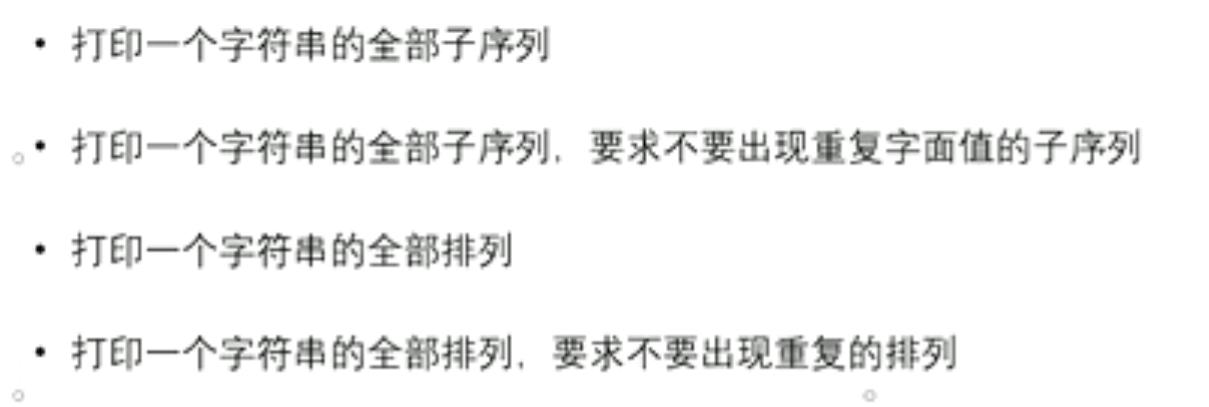 • 打印一个字符串的全部子序列
• 打印一个字符串的全部子序列，要求不要出现重复字面值的子序列
• 打印一个字符串的全部排列
• 打印一个字符串的全部排列，要求不要出现重复的排列